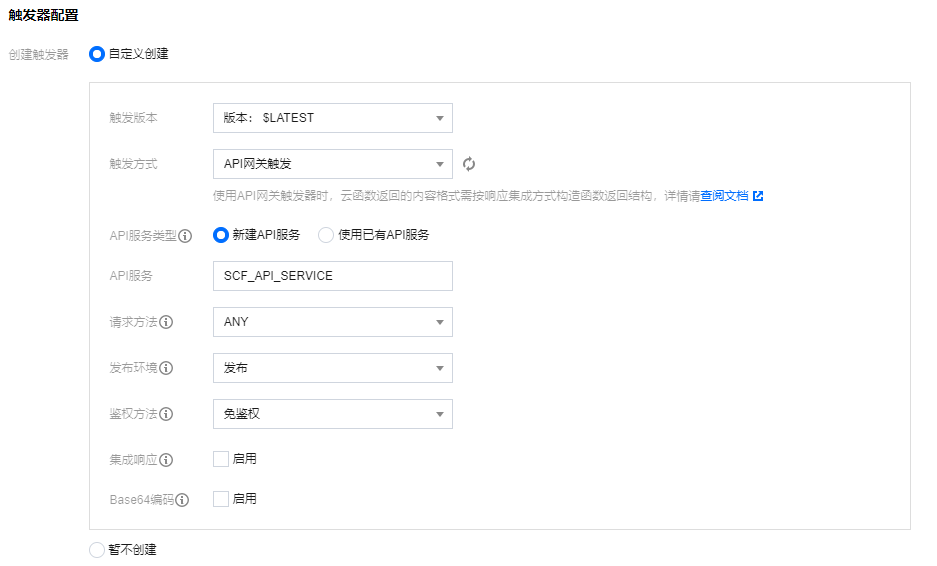 触发器配置
创建触发器 自定义创建
触发版本 版本： $LATEST
触发方式 API网关触发
使用API网关触发器时，云函数返回的内容格式需按响应集成方式构造函数返回结构，详情请查阅文档
API服务类型 新建API服务 使用已有API服务
API服务 SCF_API_SERVICE
请求方法 ANY
发布环境 发布
鉴权方法 免鉴权
集成响应 启用
Base64编码 启用
暂不创建